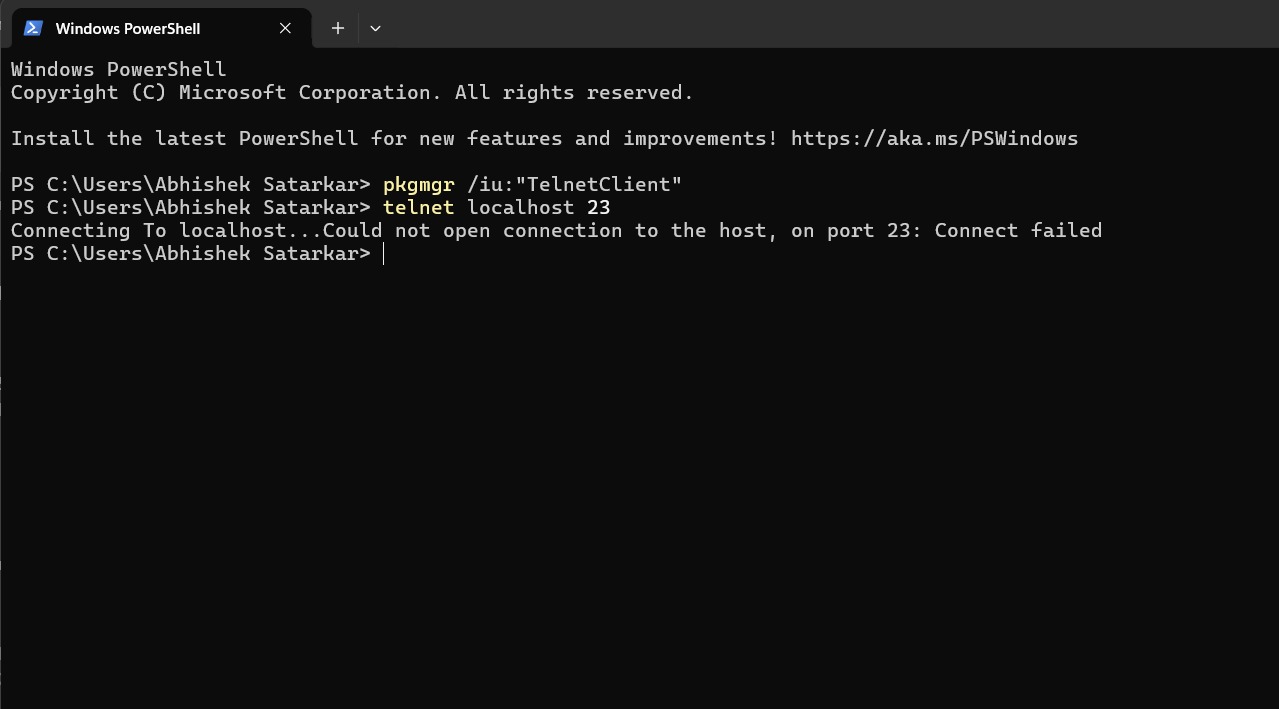 Windows PowerShell
Windows PowerShell
Copyright (C) Microsoft Corporation. All rights reserved.
Install the latest PowerShell for new features and improvements! https://aka.ms/PSWindows
PS C:\Users\Abhishek Satarkar> pkgmgr /iu:"TelnetClient"
PS C:\Users\Abhishek Satarkar> telnet localhost 23
Connecting To localhost...Could not open connection to the host, on port 23: Connect failed
PS C:\Users\Abhishek Satarkar>